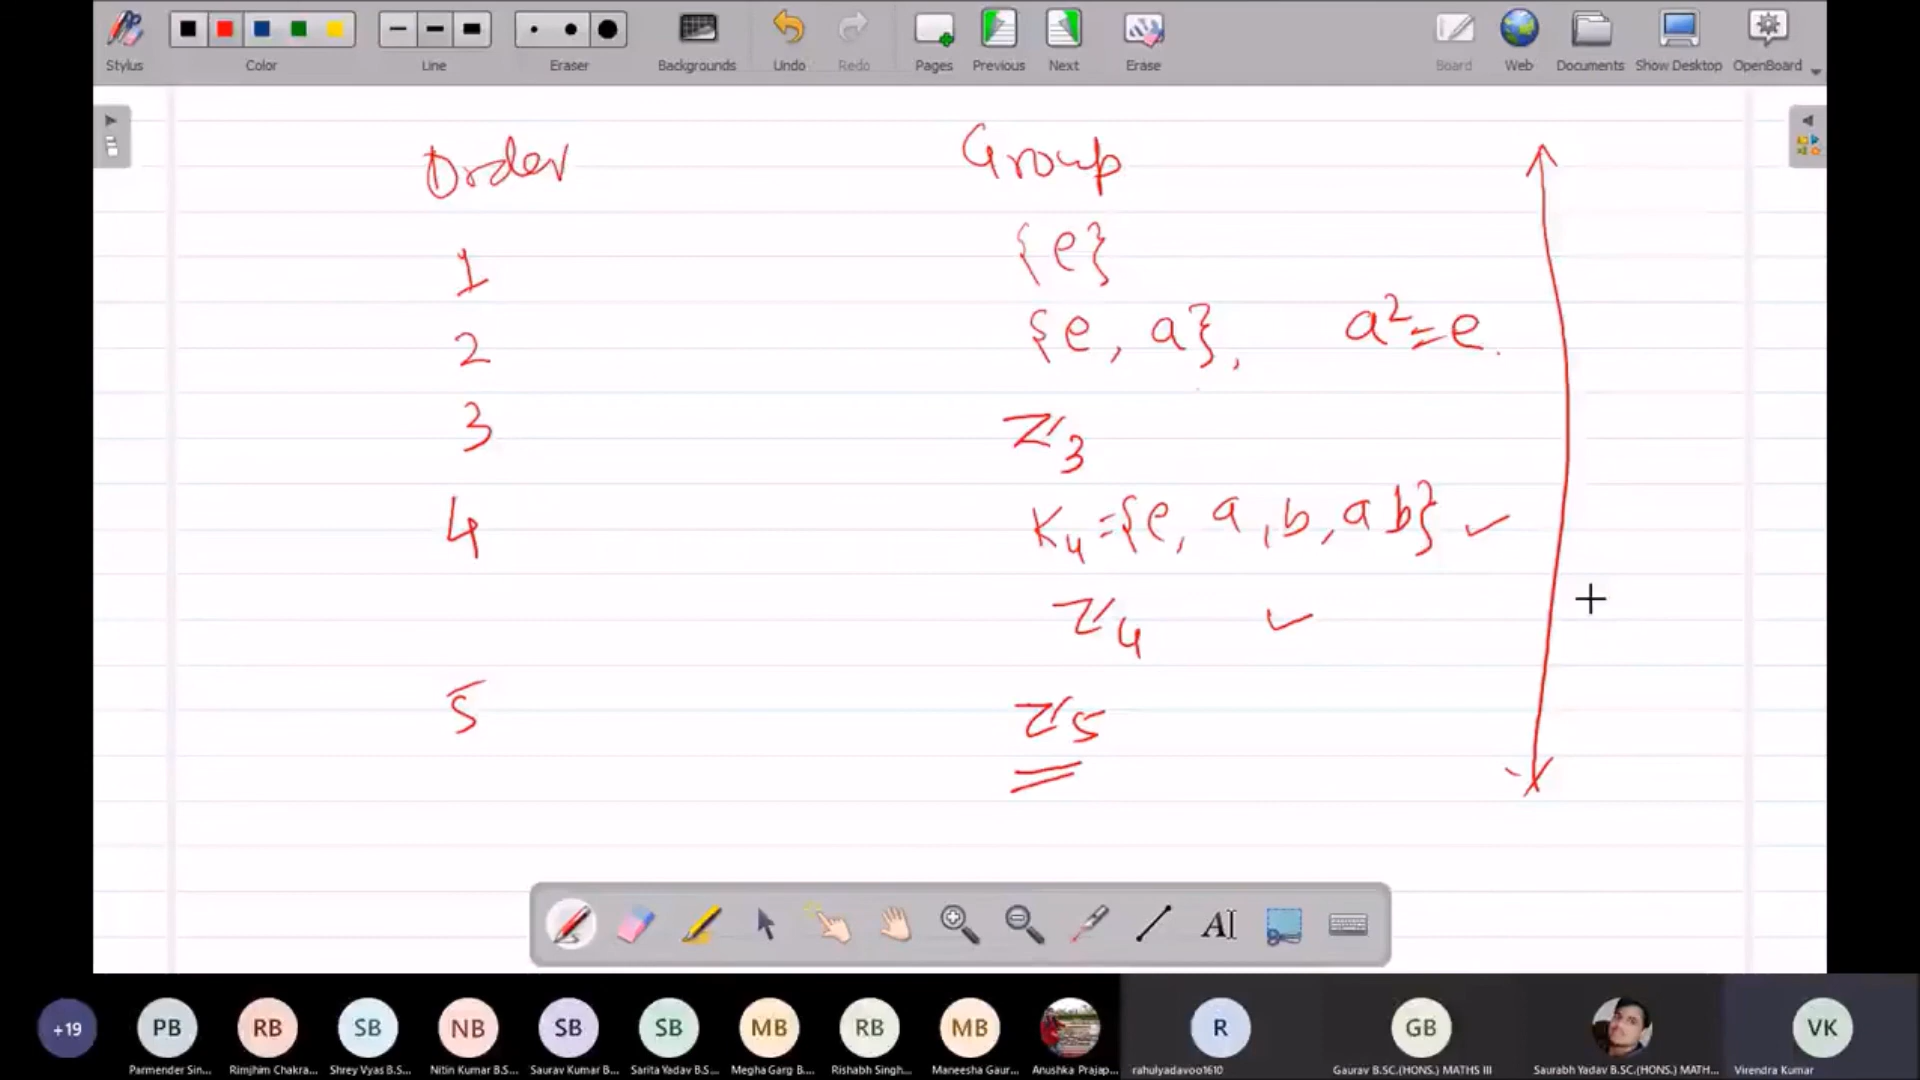 Stylus Color Line Eraser Backgrounds Undo Redo Pages Previous Next Erase Board Web Documents Show Desktop OpenBoard
Order Group
1 {e}
2 {e, a}, a²=e.
3 Z3
4 K4={e, a, b, ab} ✓
Z4 ✓
5 Z5
AI
+19 PB RB SB NB SB SB MB RB MB R GB VK
Parmender Sin... Rimjhim Chakra... Shrey Vyas B.S... Nitin Kumar B.S... Saurav Kumar B... Sarita Yadav B.S... Megha Garg B.... Rishabh Singh... Maneesha Gaur... Anushka Prajap... rahulyadavoo1610 Gaurav B.SC.(HONS.) MATHS III Saurabh Yadav B.SC.(HONS.) MATH... Virendra Kumar